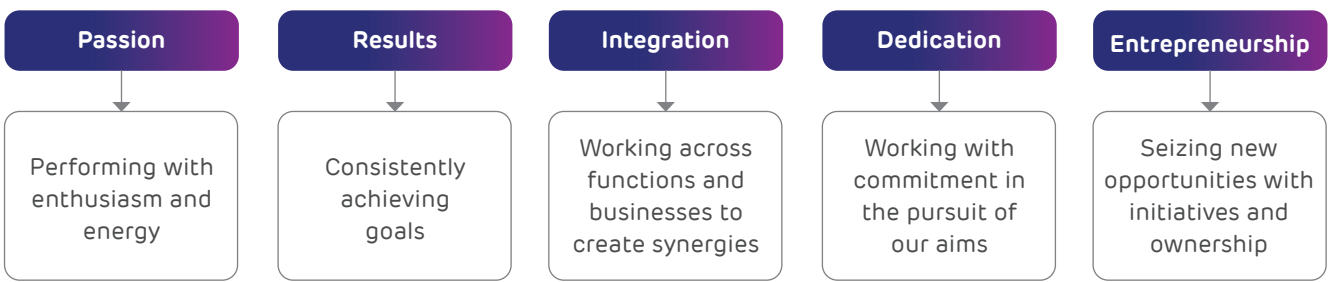 Passion
Performing with
enthusiasm and
energy
Results
Consistently
achieving
goals
Integration
Working across
functions and
businesses to
create synergies
Dedication
Working with
commitment in
the pursuit of
our aims
Entrepreneurship
Seizing new
opportunities with
initiatives and
ownership